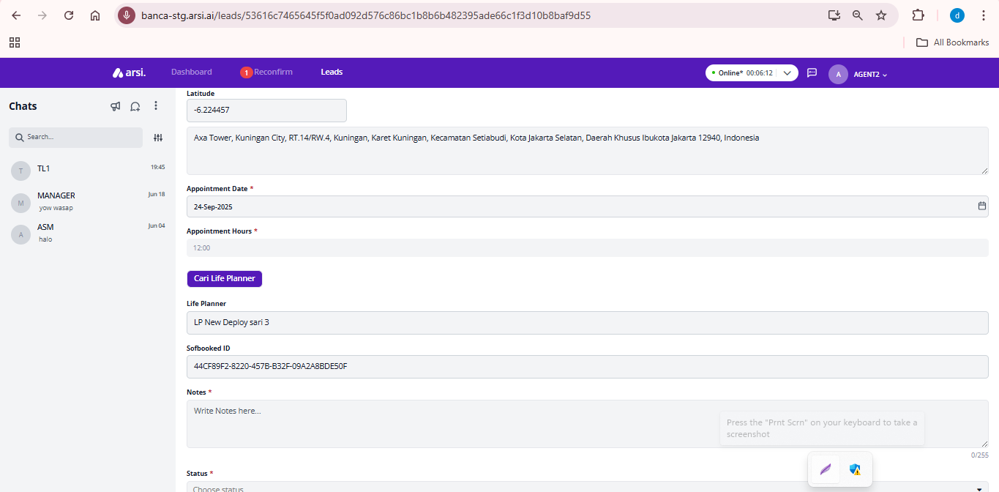 banca-stg.arsi.ai/leads/53616c7465645f5f0ad092d576c86bc1b8b6b482395ade66c1f3d10b8baf9d55
d
All Bookmarks
arsi.
Dashboard
1 Reconfirm
Leads
Online* 00:06:12
A
AGENT2
Chats
Search...
T
TL1
19:45
M
MANAGER
Jun 18
yow wasap
A
ASM
Jun 04
halo
Latitude
-6.224457
Axa Tower, Kuningan City, RT.14/RW.4, Kuningan, Karet Kuningan, Kecamatan Setiabudi, Kota Jakarta Selatan, Daerah Khusus Ibukota Jakarta 12940, Indonesia
Appointment Date *
24-Sep-2025
Appointment Hours *
12:00
Cari Life Planner
Life Planner
LP New Deploy sari 3
Sofbooked ID
44CF89F2-8220-457B-B32F-09A2A8BDE50F
Notes *
Write Notes here...
Press the "Prnt Scrn" on your keyboard to take a
screenshot
0/255
Status *
Choose status